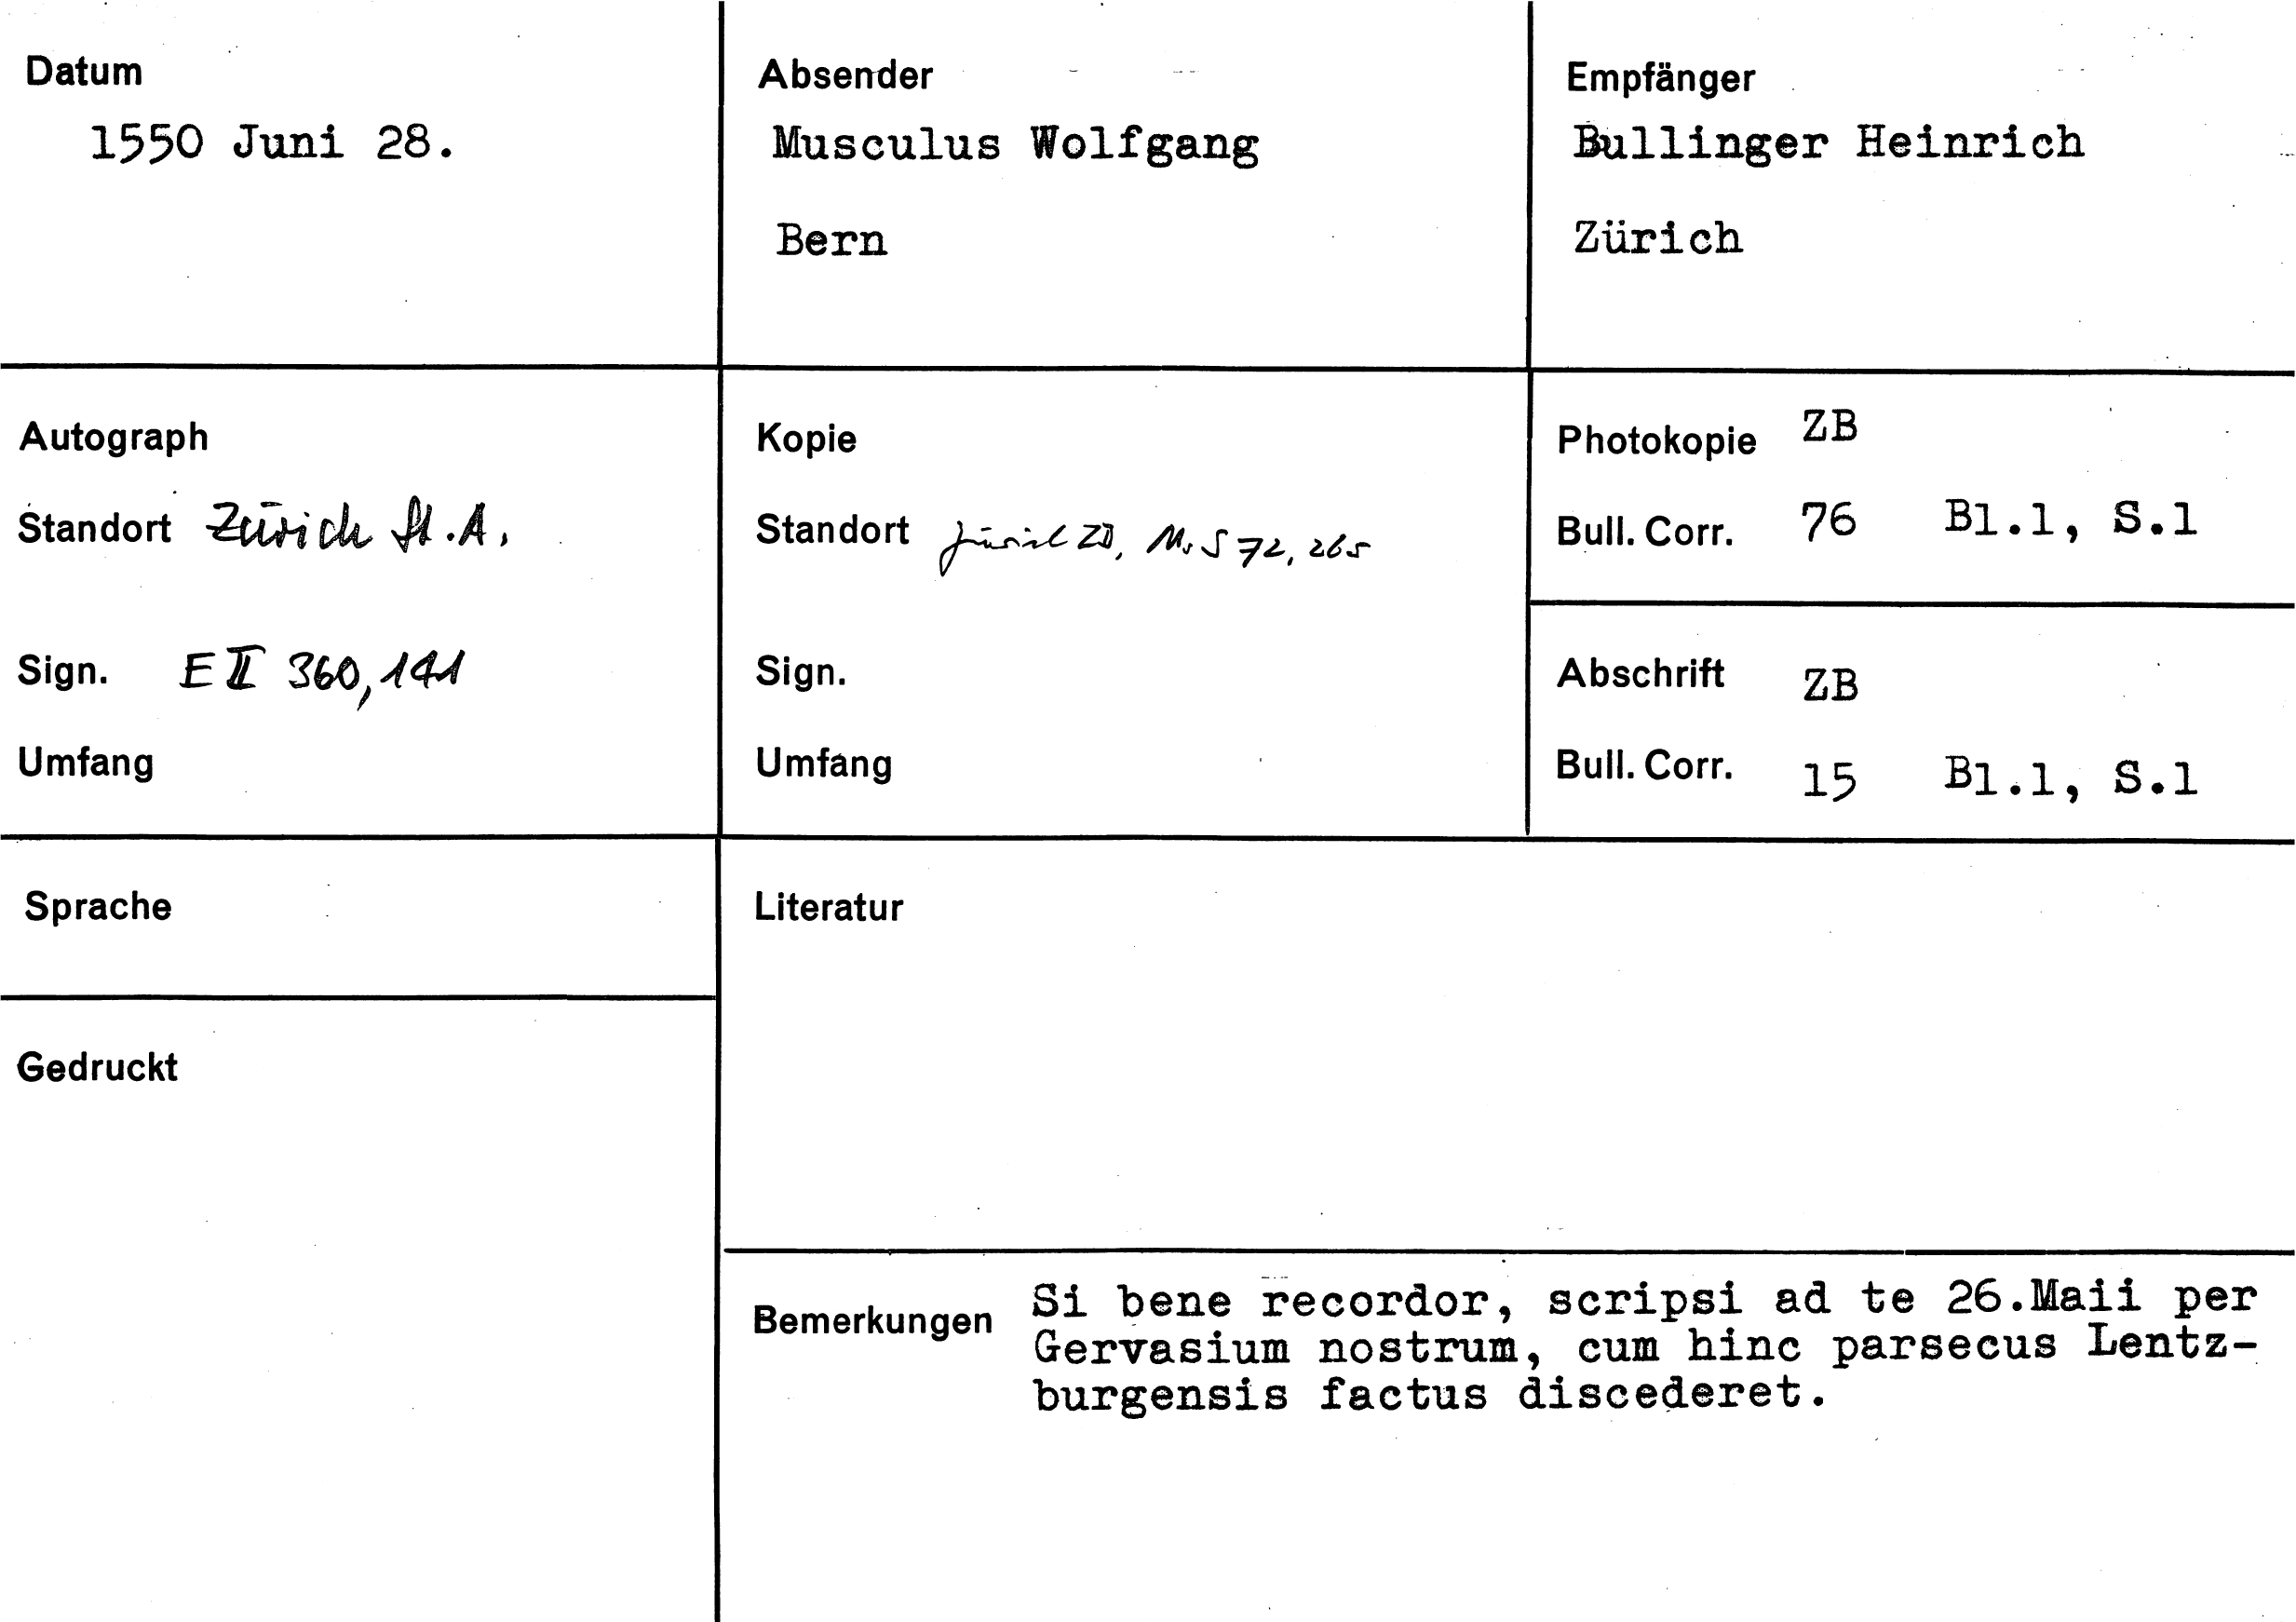 Datum
1550 Juni 28.
Absender
Musculus Wolfgang
Bern
Empfänger
Bullinger Heinrich
Zürich
Autograph
Standort Zürich St.A.
Sign. E II 360,141
Umfang
Kopie
Standort Zürich ZB, Ms S 72, 265
Sign.
Umfang
Photokopie ZB
Bull. Corr. 76 Bl.1, S.1
Abschrift ZB
Bull. Corr. 15 Bl.1, S.1
Sprache
Gedruckt
Literatur
Bemerkungen Si bene recordor, scripsi ad te 26.Maii per
Gervasium nostrum, cum hinc parsecus Lentz-
burgensis factus discederet.